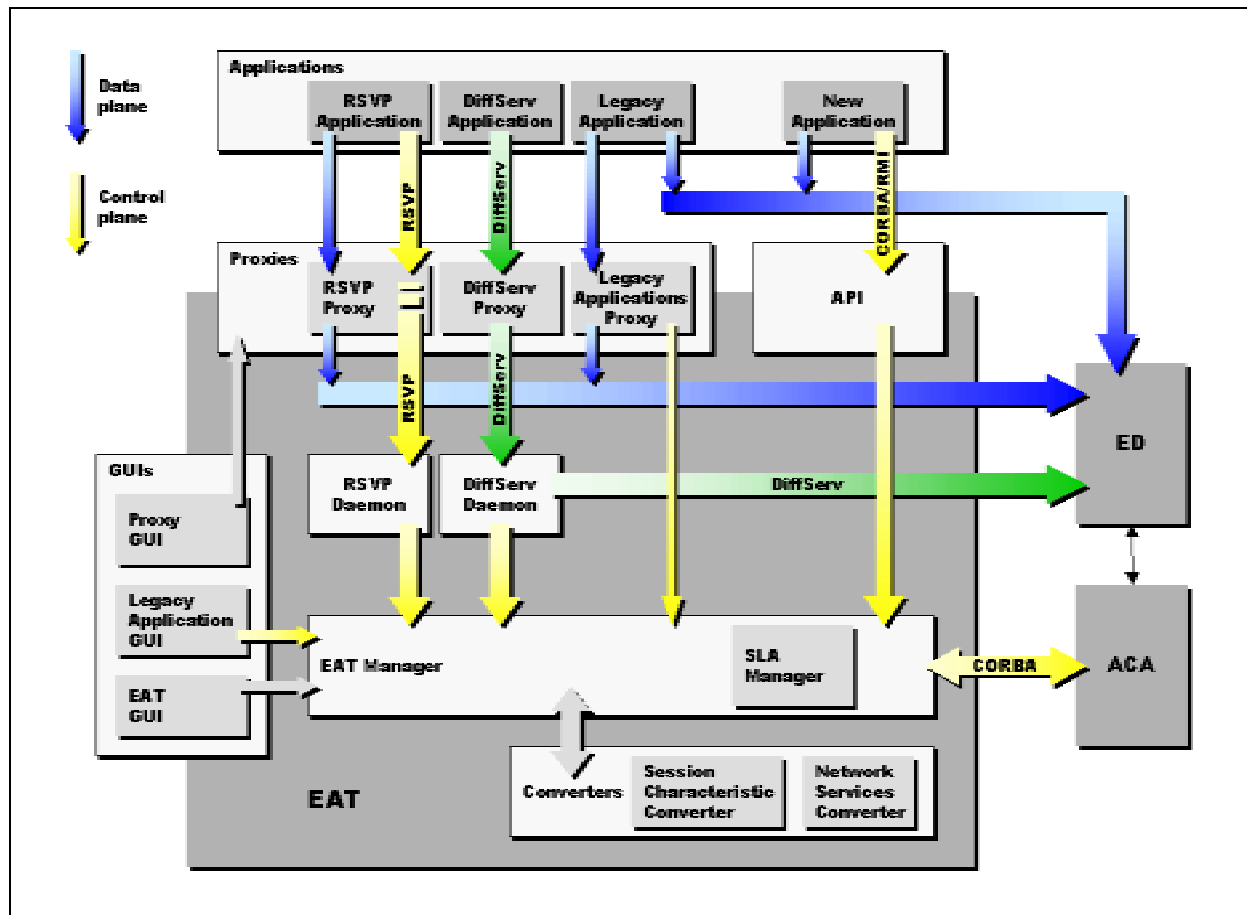 Applications
Data
plane
RSVP
Application
DiffServ
Application
Legacy
Application
New
Application
Control
plane
RSVP
DiffServ
CORBA/RMI
Proxies
RSVP
Proxy
DiffServ
Proxy
Legacy
Applications
Proxy
API
RSVP
DiffServ
ED
GUIs
RSVP
Daemon
DiffServ
Daemon
DiffServ
Proxy
GUI
Legacy
Application
GUI
EAT Manager
SLA
Manager
CORBA
ACA
EAT
GUI
EAT
Converters
Session
Characteristic
Converter
Network
Services
Converter